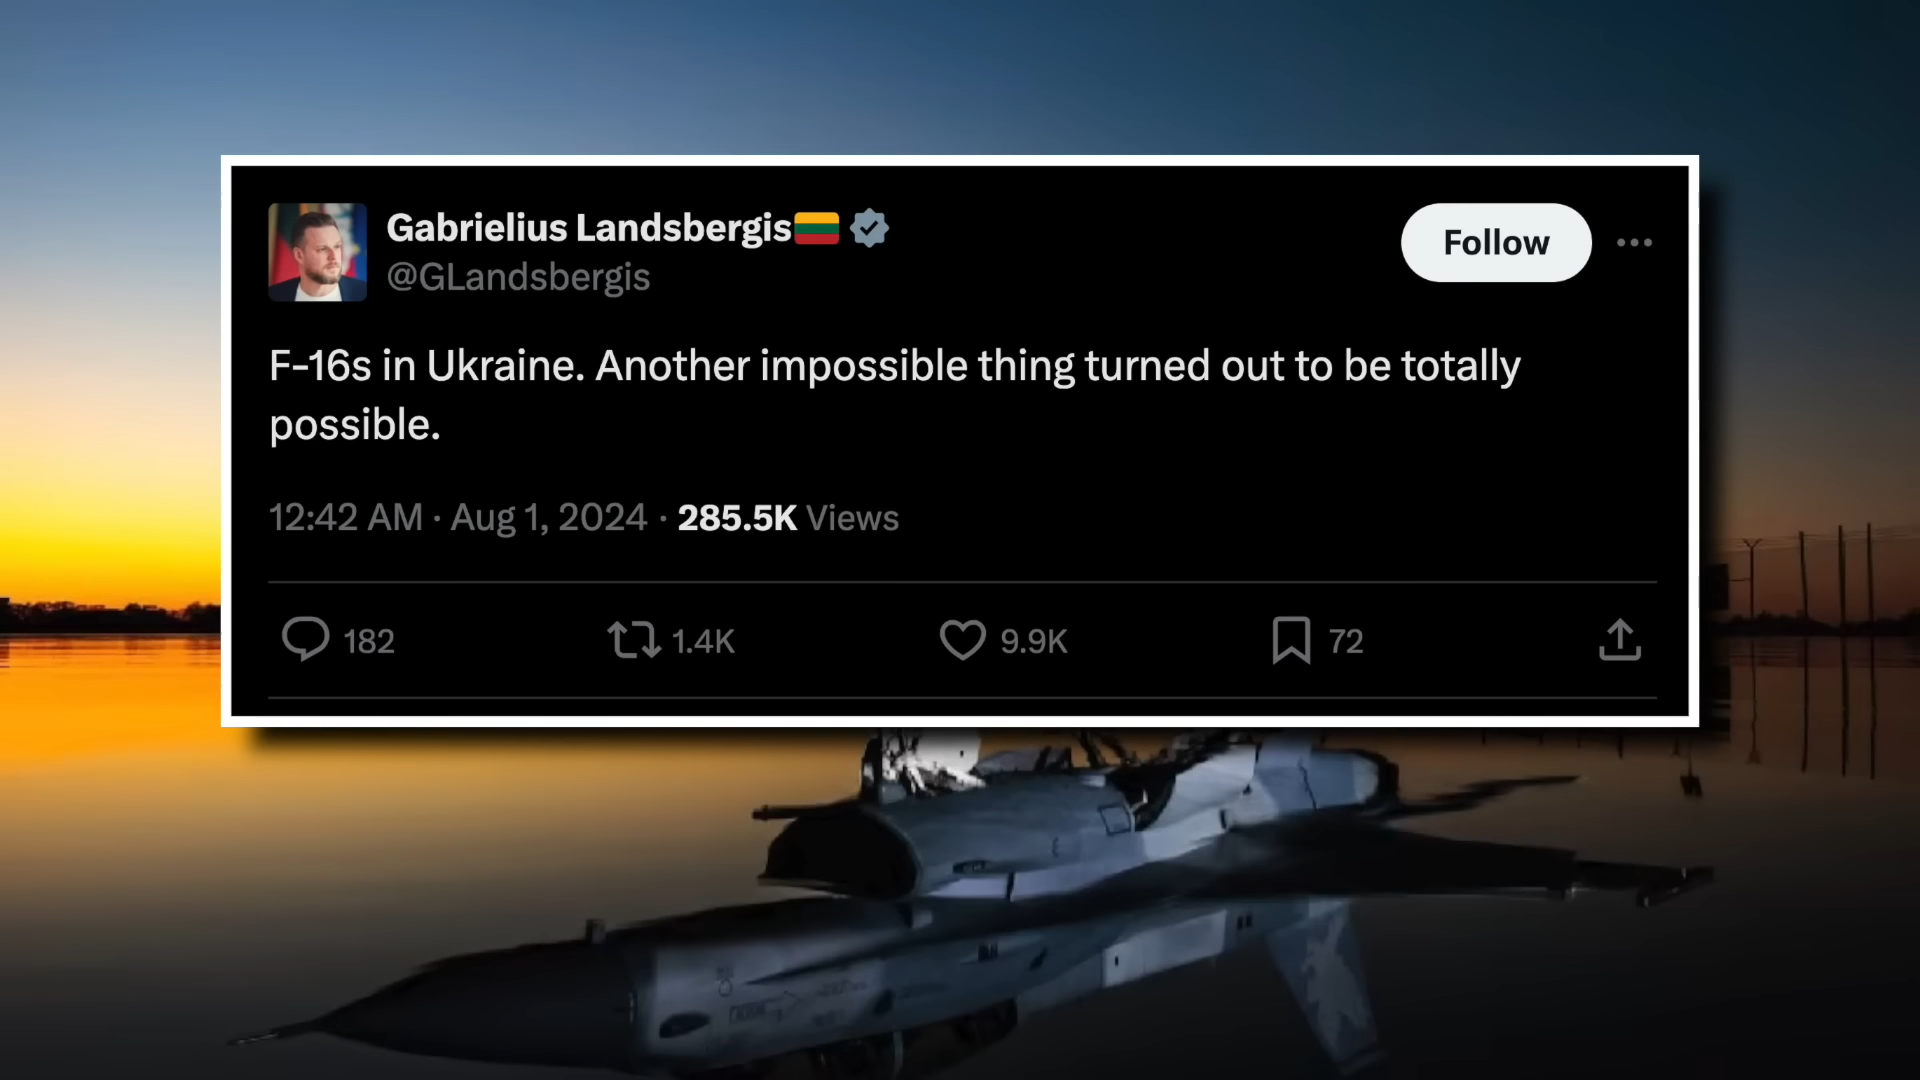 Gabrielius Landsbergis🇱🇹
@GLandsbergis
Follow
F-16s in Ukraine. Another impossible thing turned out to be totally
possible.
12:42 AM · Aug 1, 2024 · 285.5K Views
182
1.4K
9.9K
72